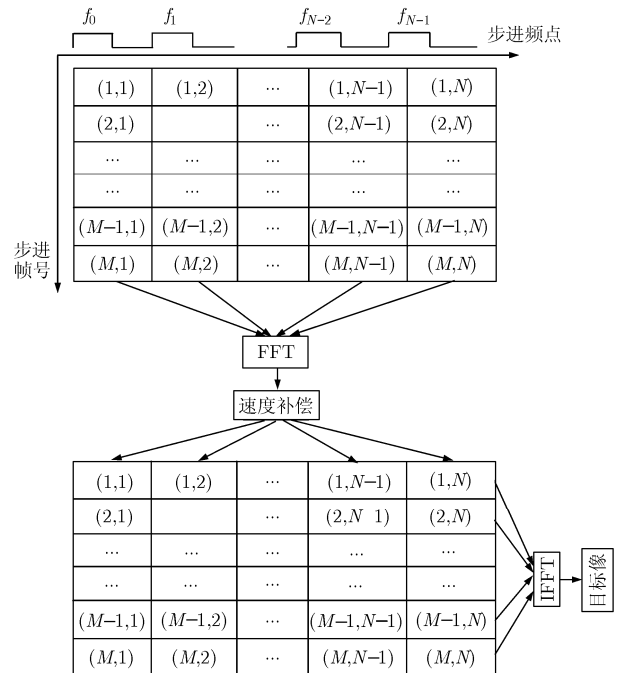 f0 f1 fN−2 fN−1
步进频点
(1,1) (1,2) ... (1,N−1) (1,N)
(2,1) ... (2,N−1) (2,N)
... ... ... ... ...
... ... ... ... ...
(M−1,1) (M−1,2) ... (M−1,N−1) (M−1,N)
(M,1) (M,2) ... (M,N−1) (M,N)
步进
帧号
FFT
速度补偿
(1,1) (1,2) ... (1,N−1) (1,N)
(2,1) ... (2,N 1) (2,N)
... ... ... ... ...
... ... ... ... ...
(M−1,1) (M−1,2) ... (M−1,N−1) (M−1,N)
(M,1) (M,2) ... (M,N−1) (M,N)
IFFT
目标像